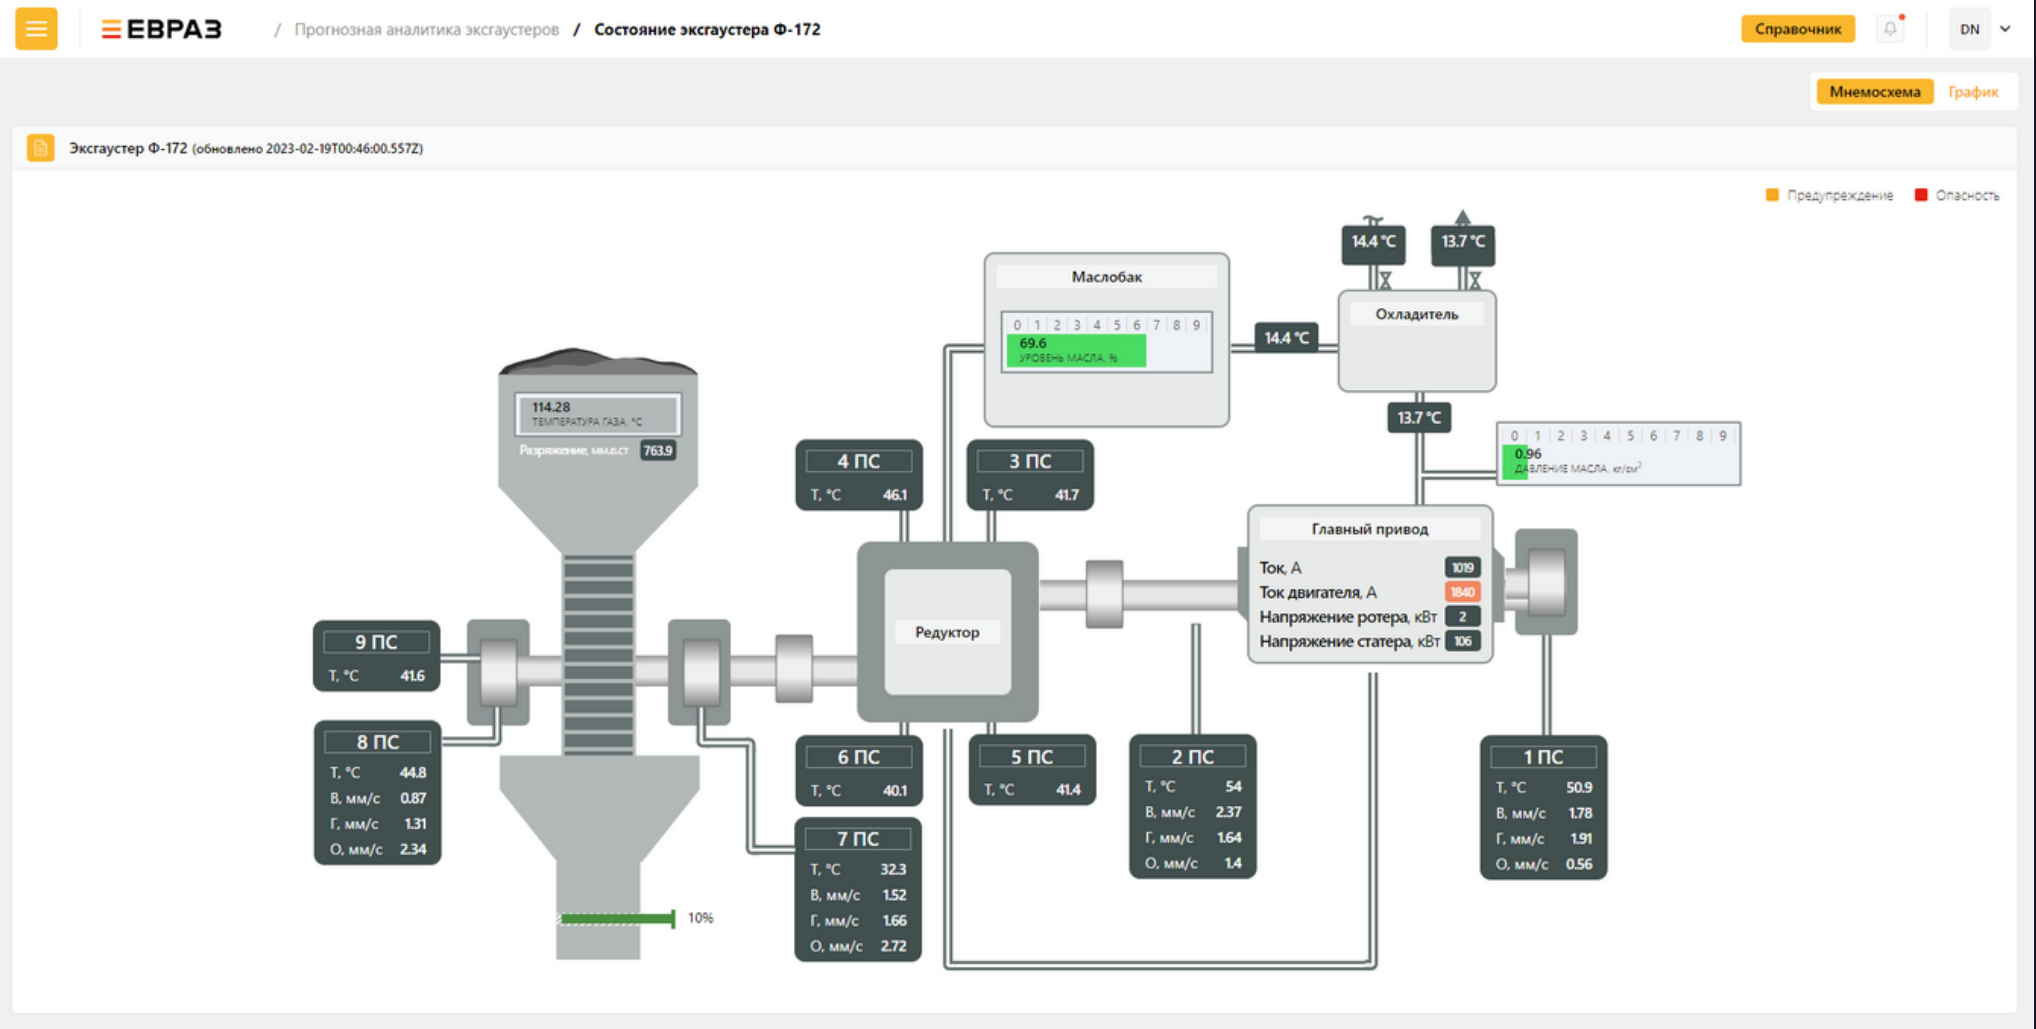 ЕВРАЗ / Прогнозная аналитика эксгаустеров / Состояние эксгаустера Ф-172 Справочник DN
Мнемосхема График
Эксгаустер Ф-172 (обновлено 2023-02-19T00:46:00.557Z)
Предупреждение Опасность
14.4 °C 13.7 °C
Маслобак
0 1 2 3 4 5 6 7 8 9
69.6
УРОВЕНЬ МАСЛА, %
14.4 °C
Охладитель
13.7 °C
0 1 2 3 4 5 6 7 8 9
0.96
ДАВЛЕНИЕ МАСЛА, кг/см²
114.28
ТЕМПЕРАТУРА ГАЗА, °С
Разряжение, мм.в.ст 763.9
4 ПС
T, °C 46.1
3 ПС
T, °C 41.7
Главный привод
Ток, А 1019
Ток двигателя, А 1840
Напряжение ротера, кВт 2
Напряжение статера, кВт 106
Редуктор
9 ПС
T, °C 41.6
8 ПС
T, °C 44.8
В, мм/с 0.87
Г, мм/с 1.31
О, мм/с 2.34
6 ПС
T, °C 40.1
5 ПС
T, °C 41.4
7 ПС
T, °C 32.3
В, мм/с 1.52
Г, мм/с 1.66
О, мм/с 2.72
2 ПС
T, °C 54
В, мм/с 2.37
Г, мм/с 1.64
О, мм/с 1.4
1 ПС
T, °C 50.9
В, мм/с 1.78
Г, мм/с 1.91
О, мм/с 0.56
10%